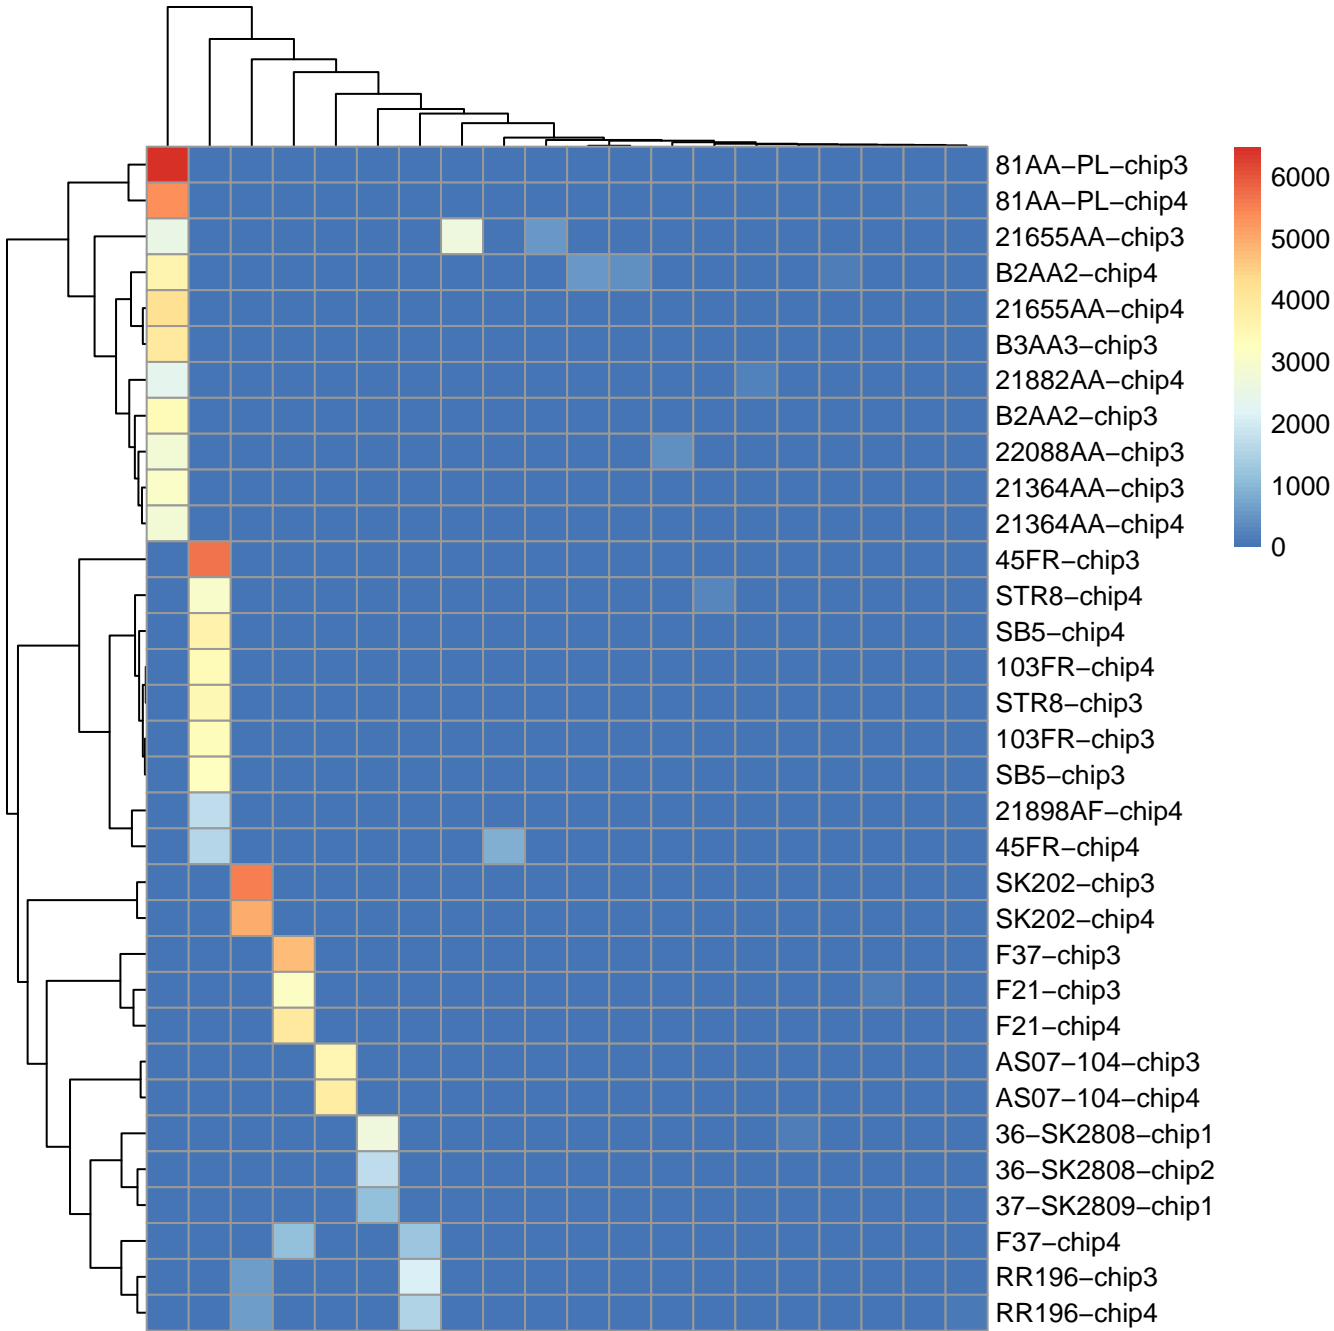 81AA−PL−chip3
81AA−PL−chip4
21655AA−chip3
B2AA2−chip4
21655AA−chip4
B3AA3−chip3
21882AA−chip4
B2AA2−chip3
22088AA−chip3
21364AA−chip3
21364AA−chip4
45FR−chip3
STR8−chip4
SB5−chip4
103FR−chip4
STR8−chip3
103FR−chip3
SB5−chip3
21898AF−chip4
45FR−chip4
SK202−chip3
SK202−chip4
F37−chip3
F21−chip3
F21−chip4
AS07−104−chip3
AS07−104−chip4
36−SK2808−chip1
36−SK2808−chip2
37−SK2809−chip1
F37−chip4
RR196−chip3
RR196−chip4
6000
5000
4000
3000
2000
1000
0